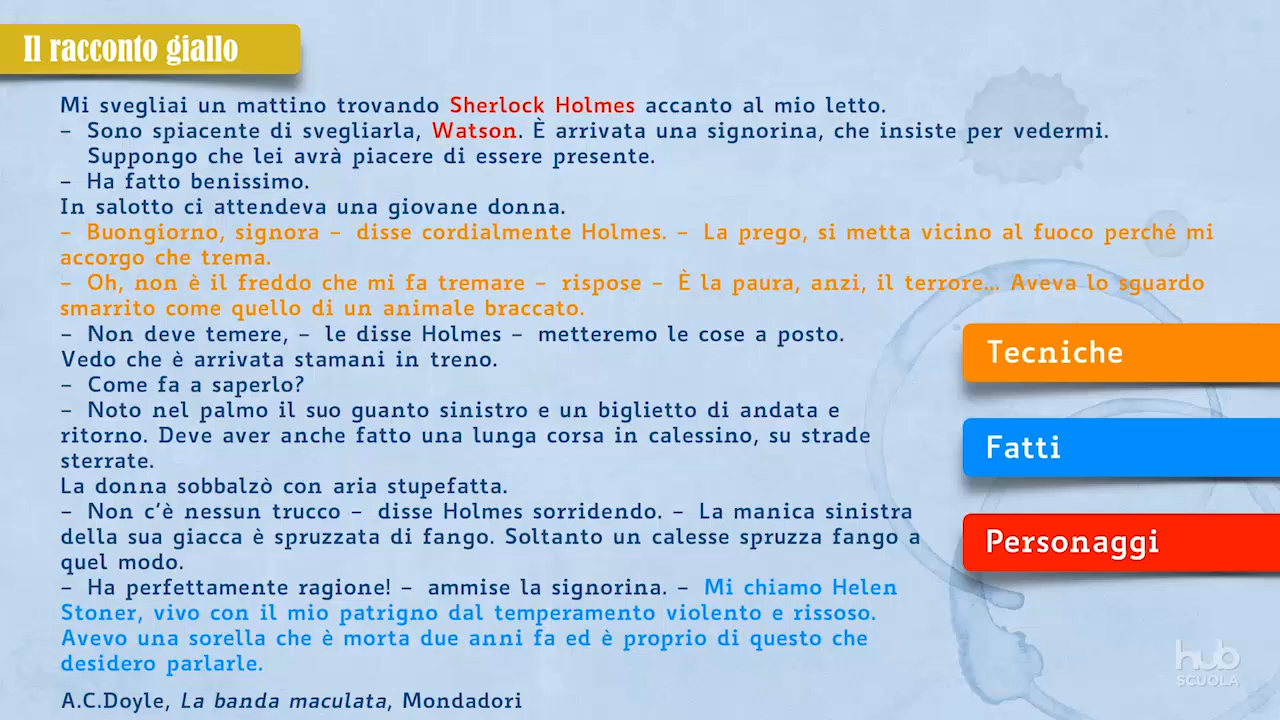 Il racconto giallo
Mi svegliai un mattino trovando Sherlock Holmes accanto al mio letto.
– Sono spiacente di svegliarla, Watson. È arrivata una signorina, che insiste per vedermi.
Suppongo che lei avrà piacere di essere presente.
– Ha fatto benissimo.
In salotto ci attendeva una giovane donna.
– Buongiorno, signora – disse cordialmente Holmes. – La prego, si metta vicino al fuoco perché mi
accorgo che trema.
– Oh, non è il freddo che mi fa tremare – rispose – È la paura, anzi, il terrore... Aveva lo sguardo
smarrito come quello di un animale braccato.
– Non deve temere, – le disse Holmes – metteremo le cose a posto.
Vedo che è arrivata stamani in treno.
– Come fa a saperlo?
– Noto nel palmo il suo guanto sinistro e un biglietto di andata e
ritorno. Deve aver anche fatto una lunga corsa in calessino, su strade
sterrate.
La donna sobbalzò con aria stupefatta.
– Non c'è nessun trucco – disse Holmes sorridendo. – La manica sinistra
della sua giacca è spruzzata di fango. Soltanto un calesse spruzza fango a
quel modo.
– Ha perfettamente ragione! – ammise la signorina. – Mi chiamo Helen
Stoner, vivo con il mio patrigno dal temperamento violento e rissoso.
Avevo una sorella che è morta due anni fa ed è proprio di questo che
desidero parlarle.
A.C.Doyle, La banda maculata, Mondadori
Tecniche
Fatti
Personaggi
hub
SCUOLA